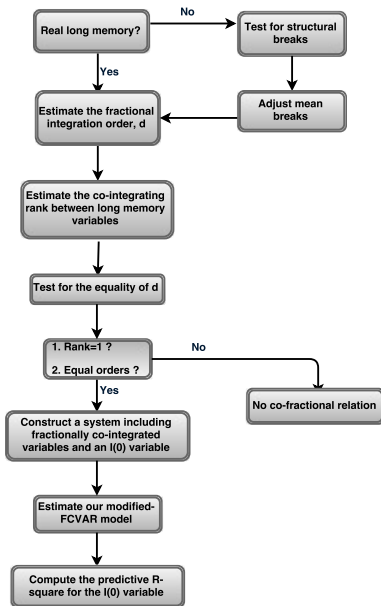 Real long memory?
No
Test for structural
breaks
Yes
Adjust mean
breaks
Estimate the fractional
integration order, d
Estimate the co-integrating
rank between long memory
variables
Test for the equality of d
1. Rank=1 ?
2. Equal orders ?
No
Yes
No co-fractional relation
Construct a system including
fractionally co-integrated
variables and an I(0) variable
Estimate our modified-
FCVAR model
Compute the predictive R-
square for the I(0) variable